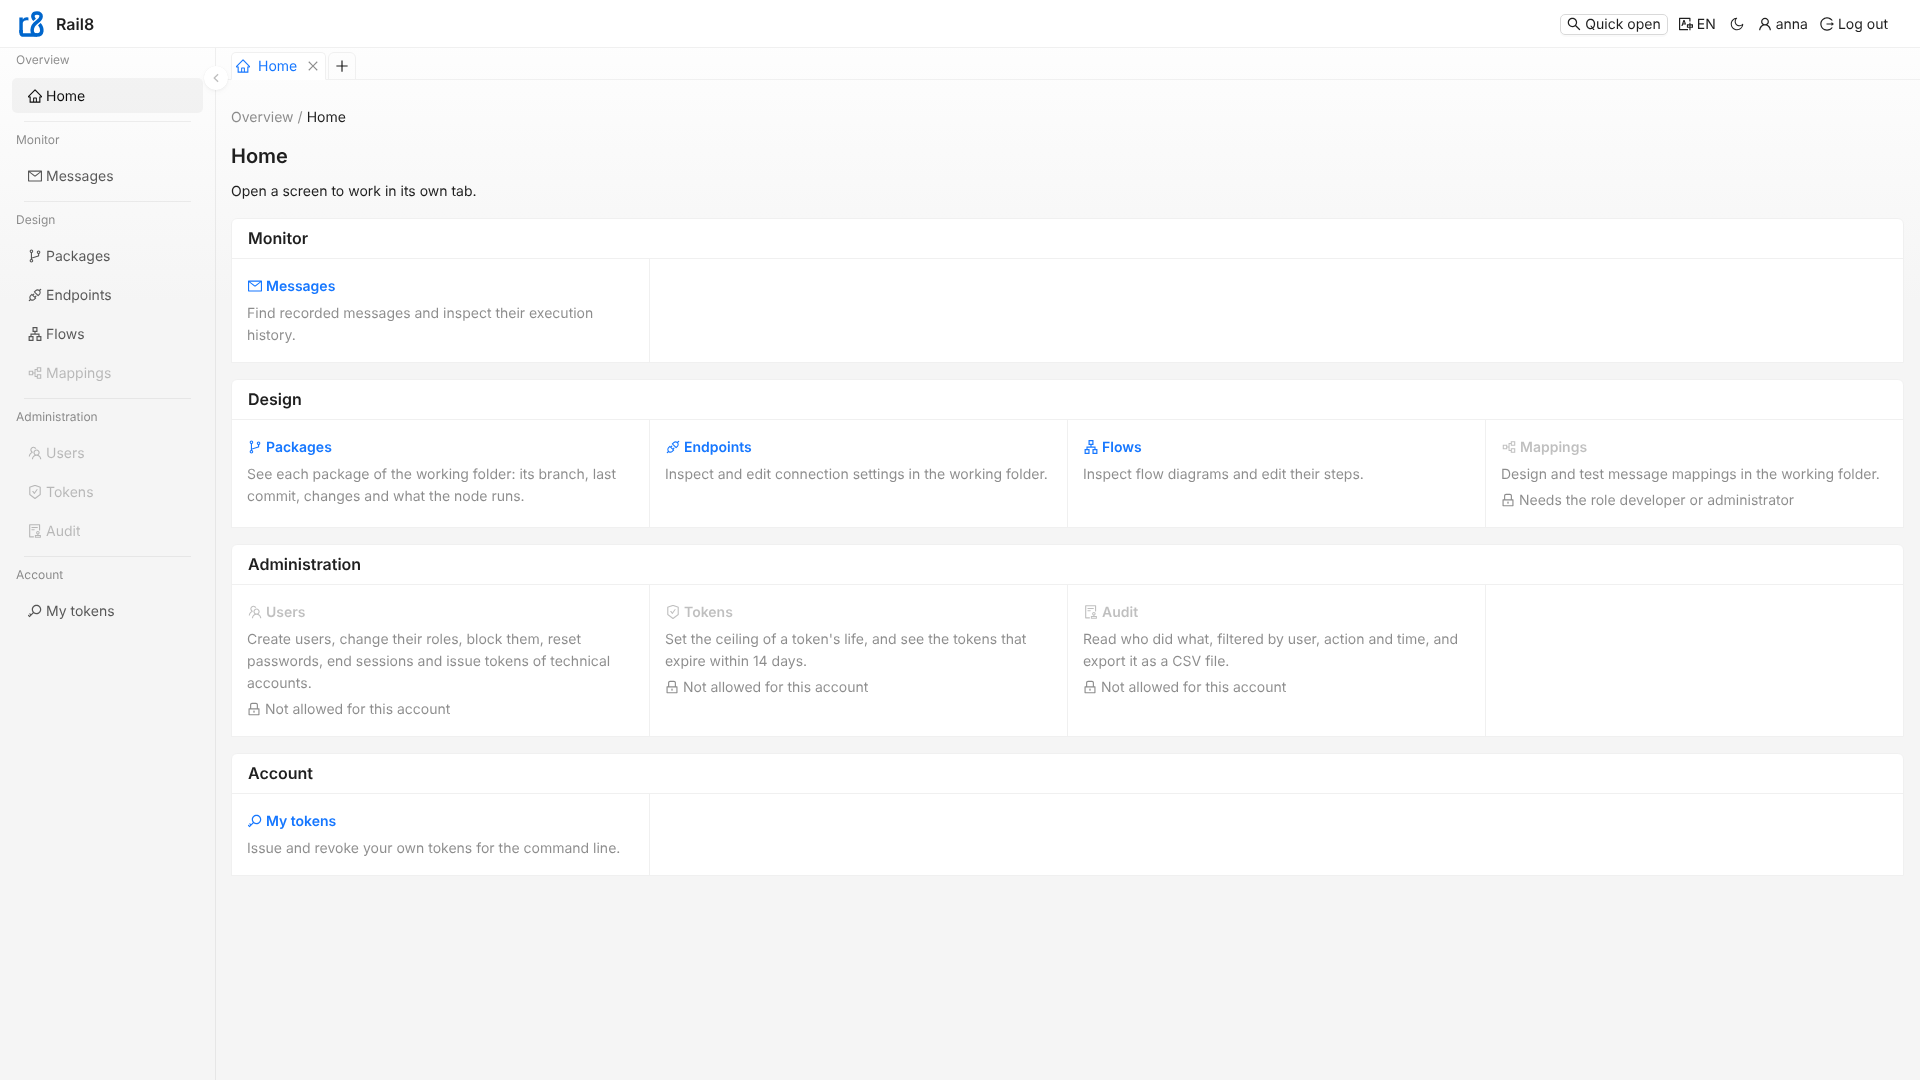 Rail8
Quick open
EN
anna
Log out
Overview
Home
Monitor
Messages
Design
Packages
Endpoints
Flows
Mappings
Administration
Users
Tokens
Audit
Account
My tokens
Home
Overview / Home
Home
Open a screen to work in its own tab.
Monitor
Messages
Find recorded messages and inspect their execution
history.
Design
Packages
See each package of the working folder: its branch, last
commit, changes and what the node runs.
Endpoints
Inspect and edit connection settings in the working folder.
Flows
Inspect flow diagrams and edit their steps.
Mappings
Design and test message mappings in the working folder.
Needs the role developer or administrator
Administration
Users
Create users, change their roles, block them, reset
passwords, end sessions and issue tokens of technical
accounts.
Not allowed for this account
Tokens
Set the ceiling of a token's life, and see the tokens that
expire within 14 days.
Not allowed for this account
Audit
Read who did what, filtered by user, action and time, and
export it as a CSV file.
Not allowed for this account
Account
My tokens
Issue and revoke your own tokens for the command line.